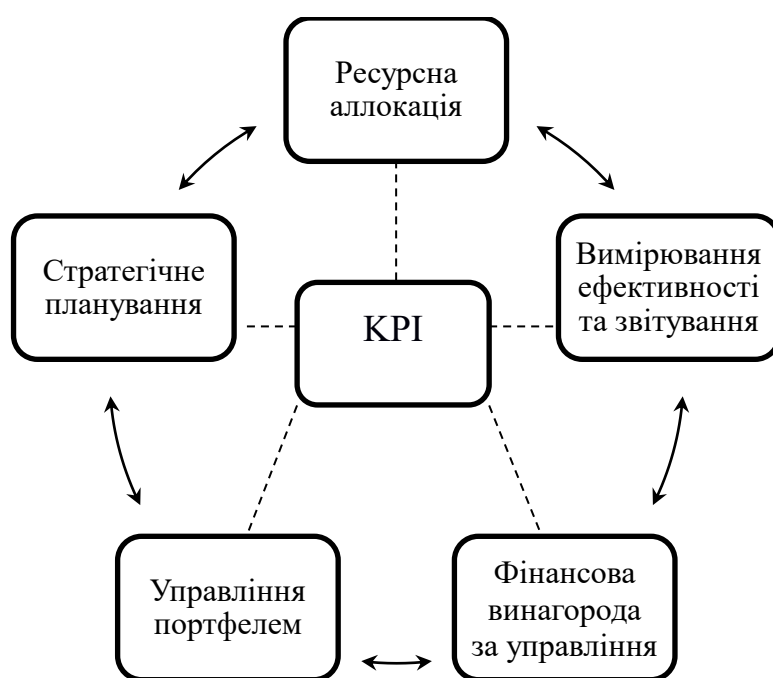 Ресурсна
аллокація
Стратегічне
планування
Вимірювання
ефективності
та звітування
KPI
Управління
портфелем
Фінансова
винагорода
за управління